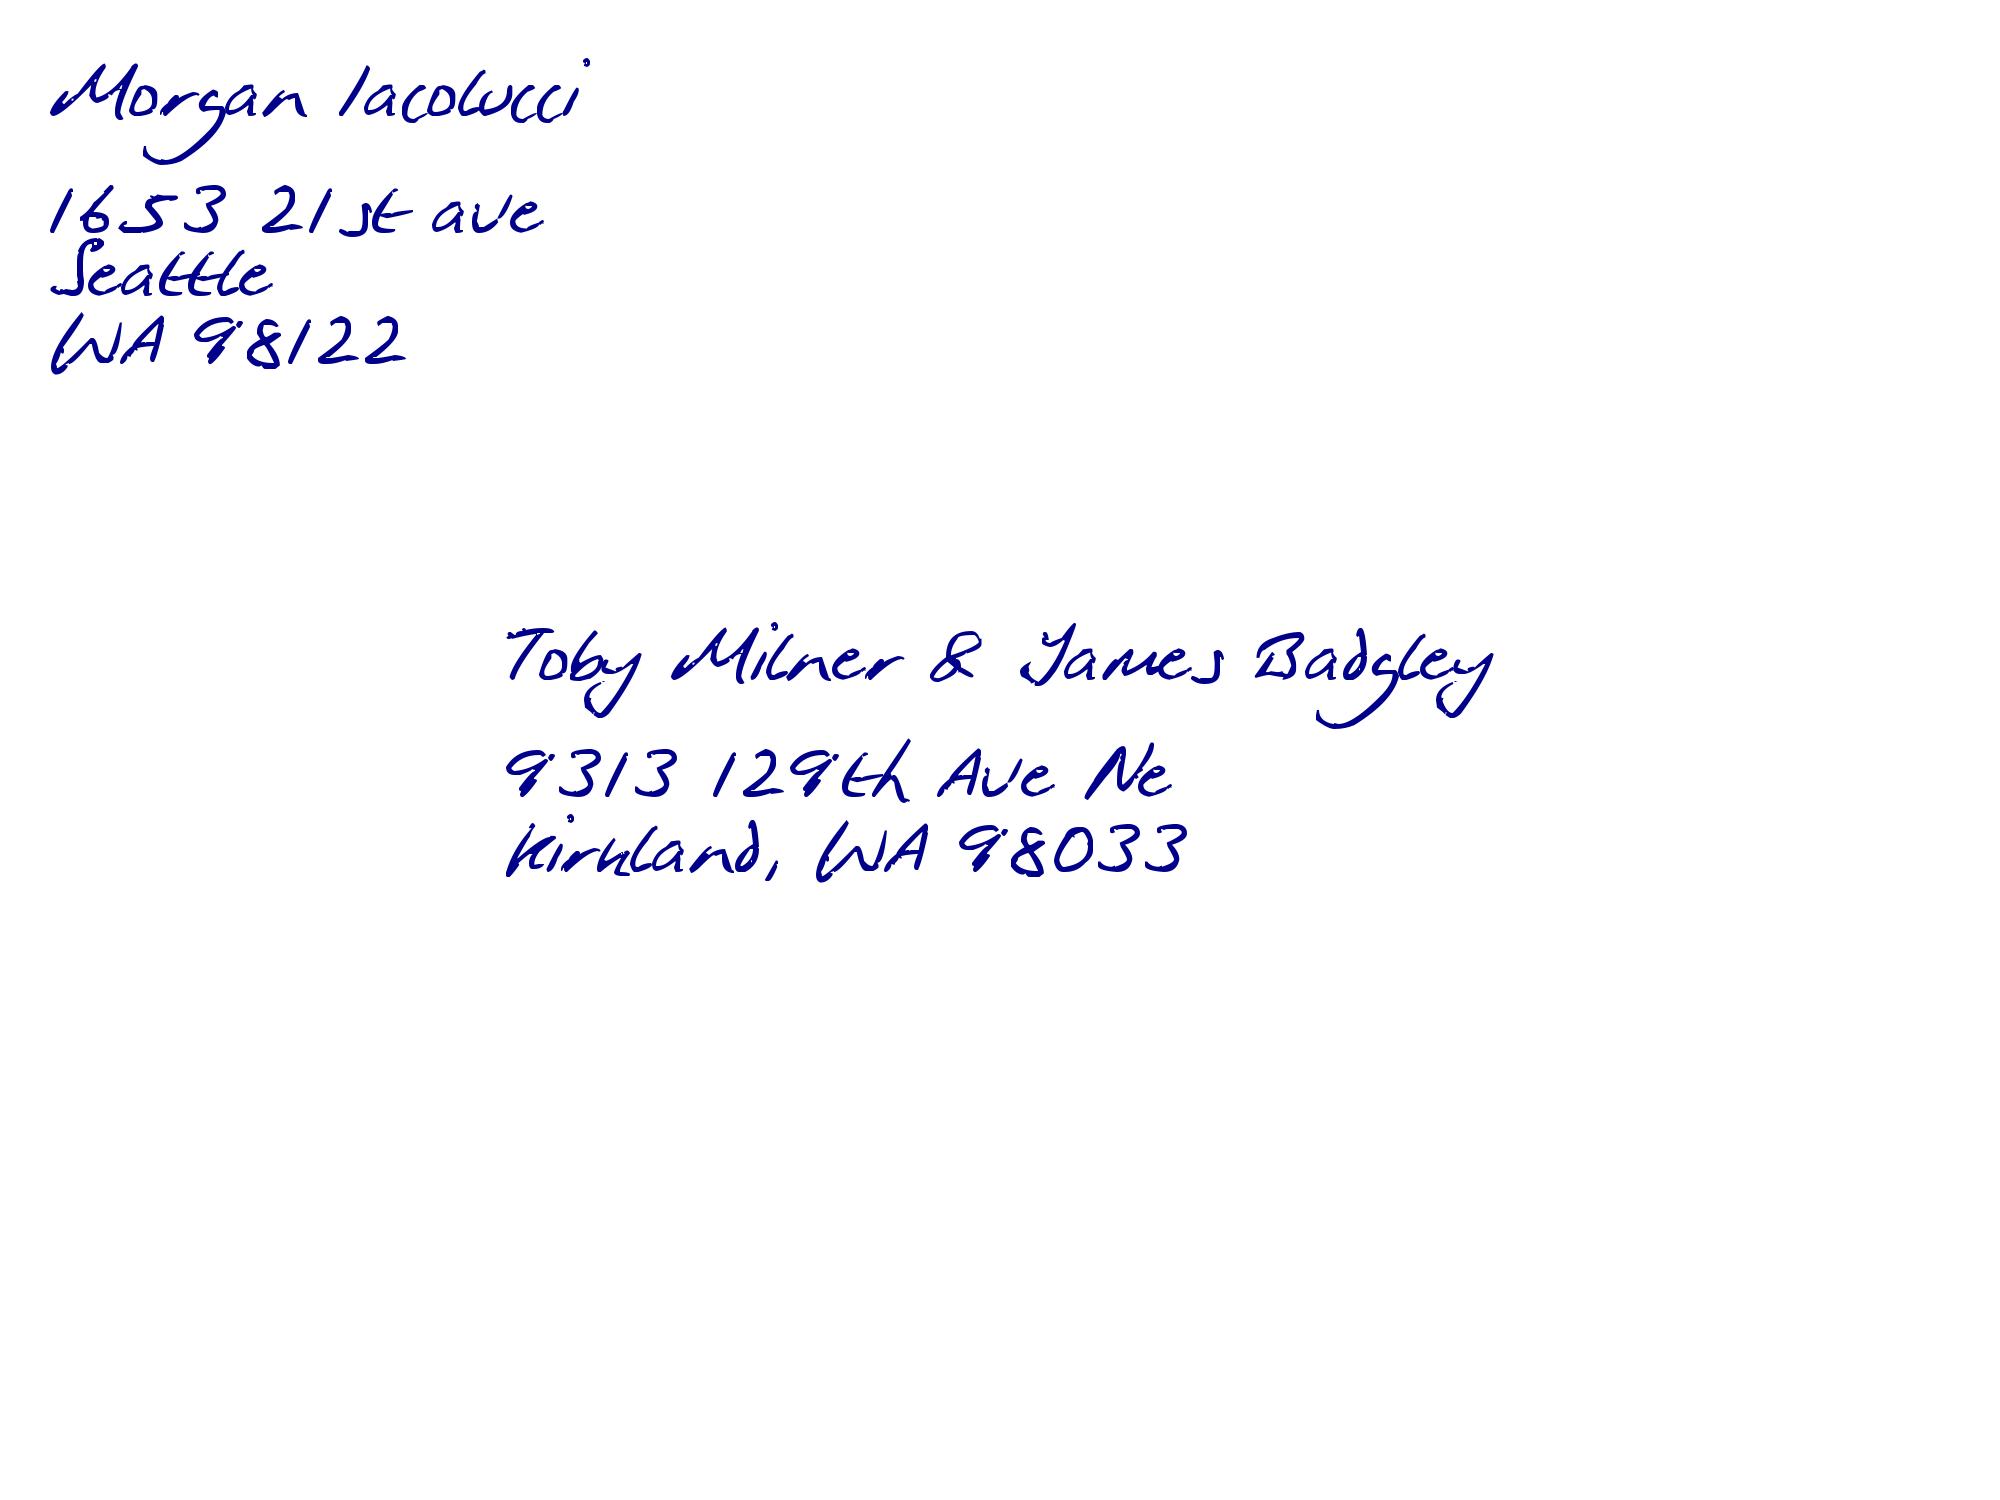 Morgan Iacolucci
1653 21st ave
Seattle
WA 98122
Toby Milner & James Badgley
9313 129th Ave Ne
Kirkland, WA 98033